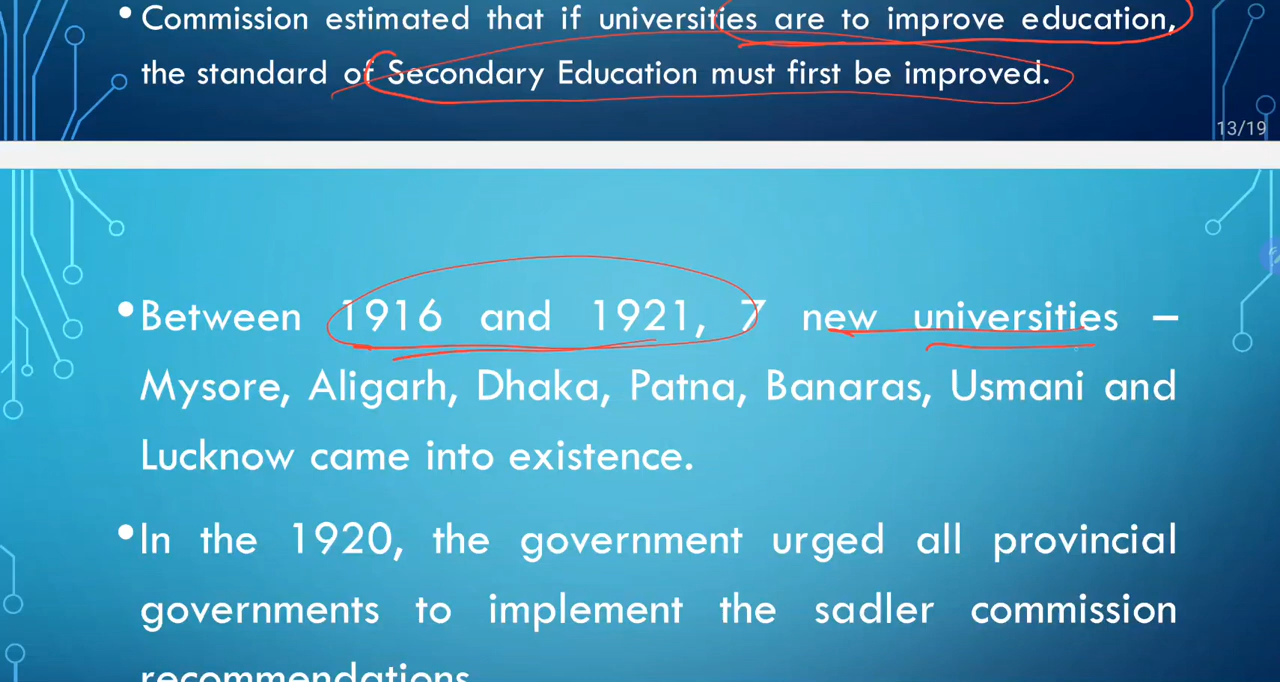 • Commission estimated that if universities are to improve education,
the standard of Secondary Education must first be improved.
13/19
• Between 1916 and 1921, 7 new universities –
Mysore, Aligarh, Dhaka, Patna, Banaras, Usmani and
Lucknow came into existence.
• In the 1920, the government urged all provincial
governments to implement the sadler commission
recommendations.